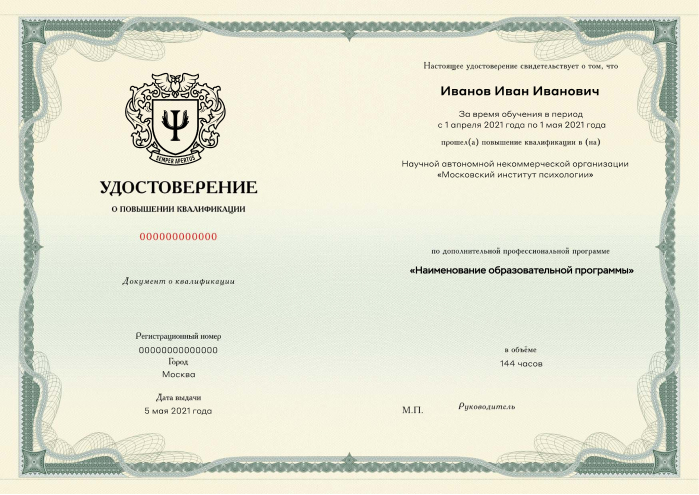 SEMPER APERTUS
УДОСТОВЕРЕНИЕ
О ПОВЫШЕНИИ КВАЛИФИКАЦИИ
000000000000
Документ о квалификации
Регистрационный номер
00000000000000
Город
Москва
Дата выдачи
5 мая 2021 года
Настоящее удостоверение свидетельствует о том, что
Иванов Иван Иванович
За время обучения в период
с 1 апреля 2021 года по 1 мая 2021 года
прошел(а) повышение квалификации в (на)
Научной автономной некоммерческой организации
«Московский институт психологии»
по дополнительной профессиональной программе
«Наименование образовательной программы»
в объёме
144 часов
М.П.
Руководитель